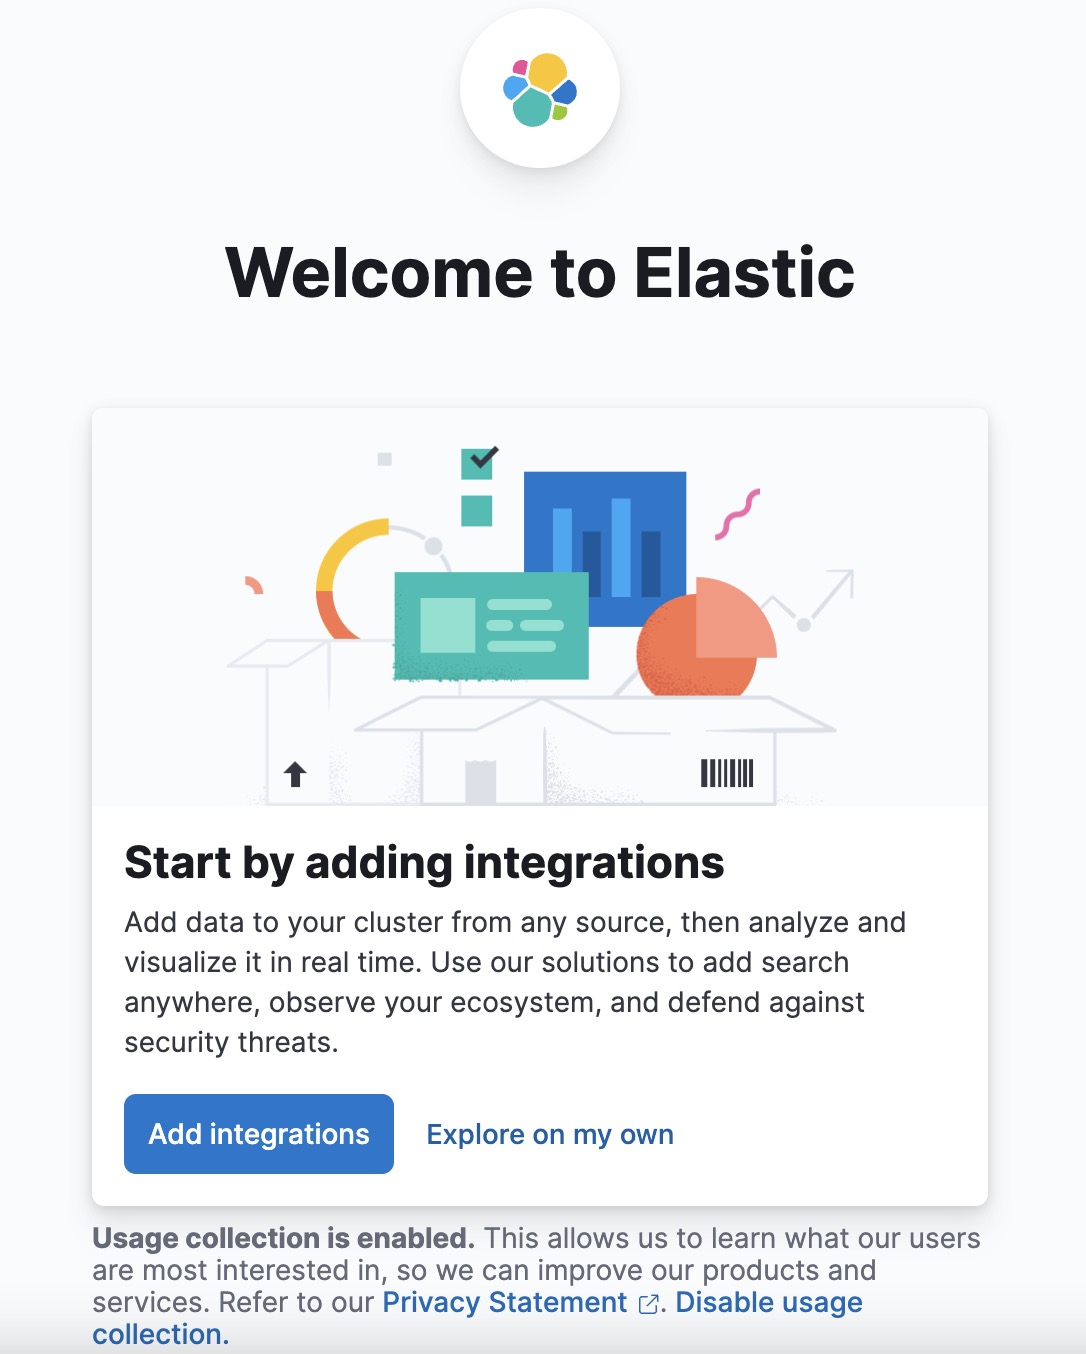 Welcome to Elastic
Start by adding integrations
Add data to your cluster from any source, then analyze and
visualize it in real time. Use our solutions to add search
anywhere, observe your ecosystem, and defend against
security threats.
Add integrations
Explore on my own
Usage collection is enabled. This allows us to learn what our users
are most interested in, so we can improve our products and
services. Refer to our Privacy Statement. Disable usage
collection.